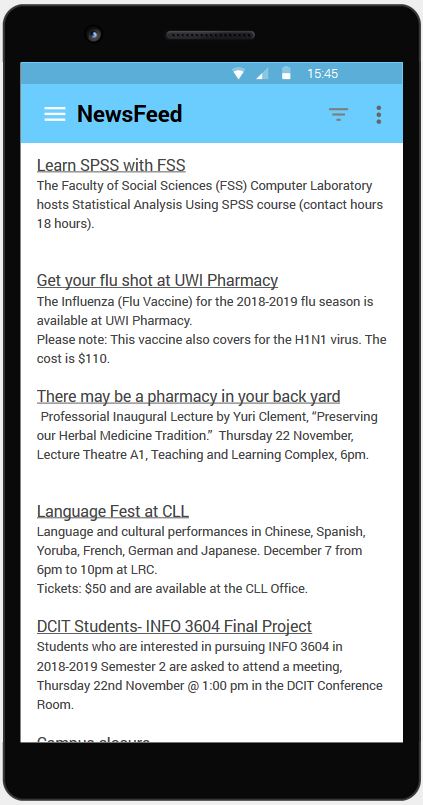 15:45
NewsFeed
Learn SPSS with FSS
The Faculty of Social Sciences (FSS) Computer Laboratory
hosts Statistical Analysis Using SPSS course (contact hours
18 hours).
Get your flu shot at UWI Pharmacy
The Influenza (Flu Vaccine) for the 2018-2019 flu season is
available at UWI Pharmacy.
Please note: This vaccine also covers for the H1N1 virus. The
cost is $110.
There may be a pharmacy in your back yard
Professorial Inaugural Lecture by Yuri Clement, “Preserving
our Herbal Medicine Tradition.” Thursday 22 November,
Lecture Theatre A1, Teaching and Learning Complex, 6pm.
Language Fest at CLL
Language and cultural performances in Chinese, Spanish,
Yoruba, French, German and Japanese. December 7 from
6pm to 10pm at LRC.
Tickets: $50 and are available at the CLL Office.
DCIT Students- INFO 3604 Final Project
Students who are interested in pursuing INFO 3604 in
2018-2019 Semester 2 are asked to attend a meeting,
Thursday 22nd November @ 1:00 pm in the DCIT Conference
Room.
Campus closure